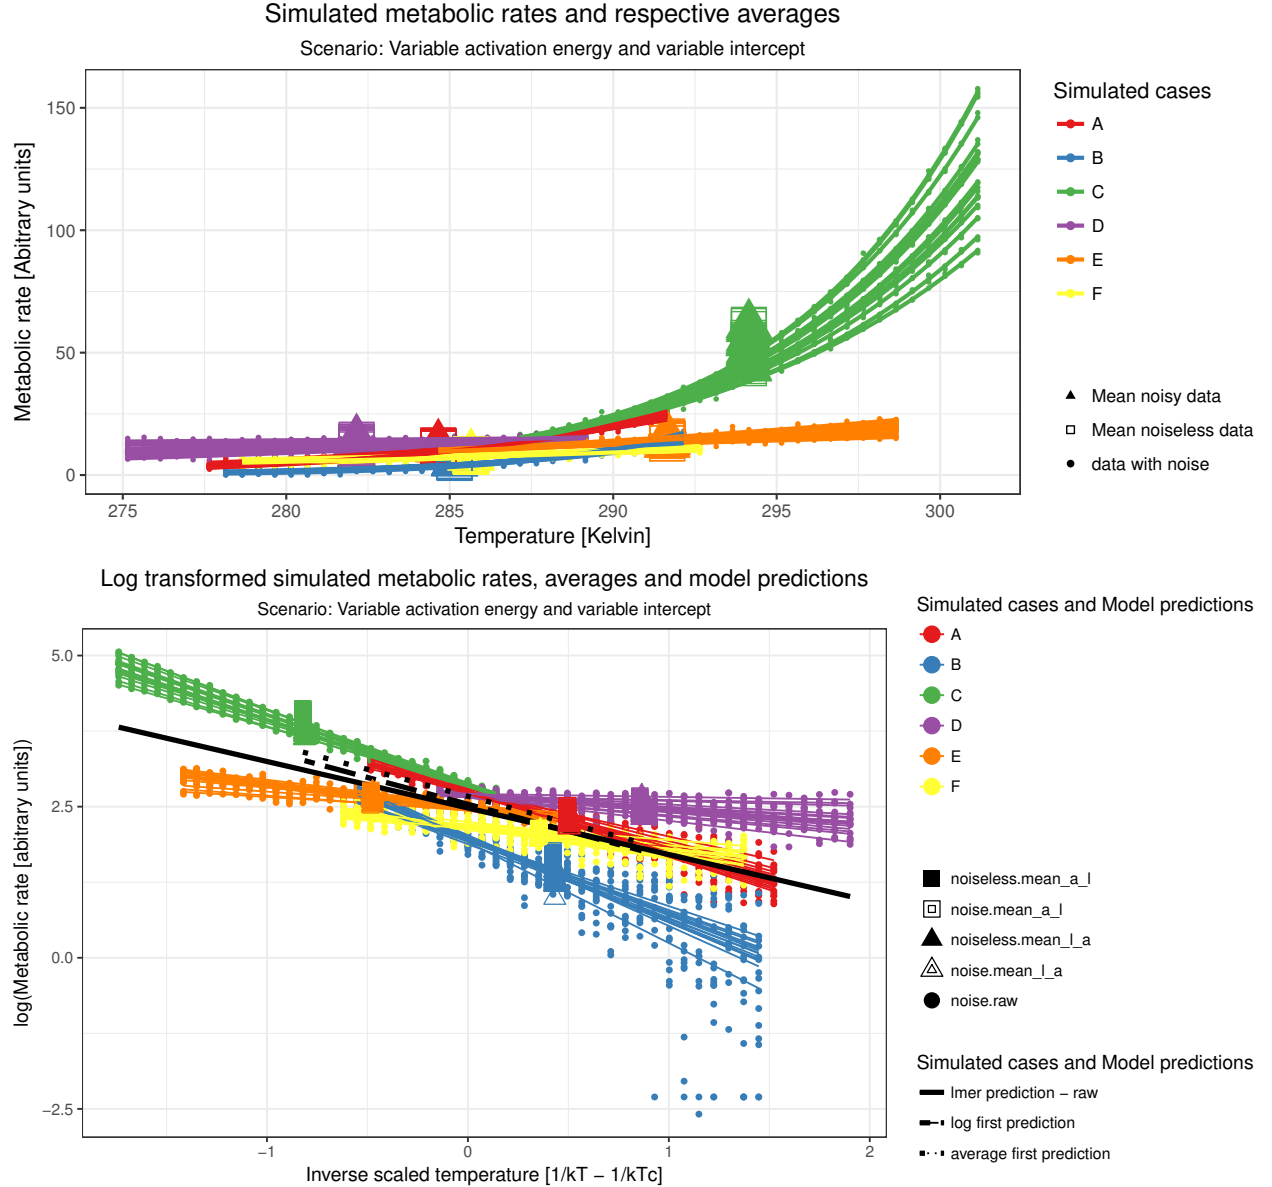 Simulated metabolic rates and respective averages
Scenario: Variable activation energy and variable intercept
Metabolic rate [Abitrary units]
150
100
50
0
275
280
285
290
295
300
Temperature [Kelvin]
Simulated cases
A
B
C
D
E
F
Mean noisy data
Mean noiseless data
data with noise
Log transformed simulated metabolic rates, averages and model predictions
Scenario: Variable activation energy and variable intercept
log(Metabolic rate [abitrary units])
5.0
2.5
0.0
−2.5
−1
0
1
2
Inverse scaled temperature [1/kT − 1/kTc]
Simulated cases and Model predictions
A
B
C
D
E
F
noiseless.mean_a_l
noise.mean_a_l
noiseless.mean_l_a
noise.mean_l_a
noise.raw
Simulated cases and Model predictions
lmer prediction − raw
log first prediction
average first prediction